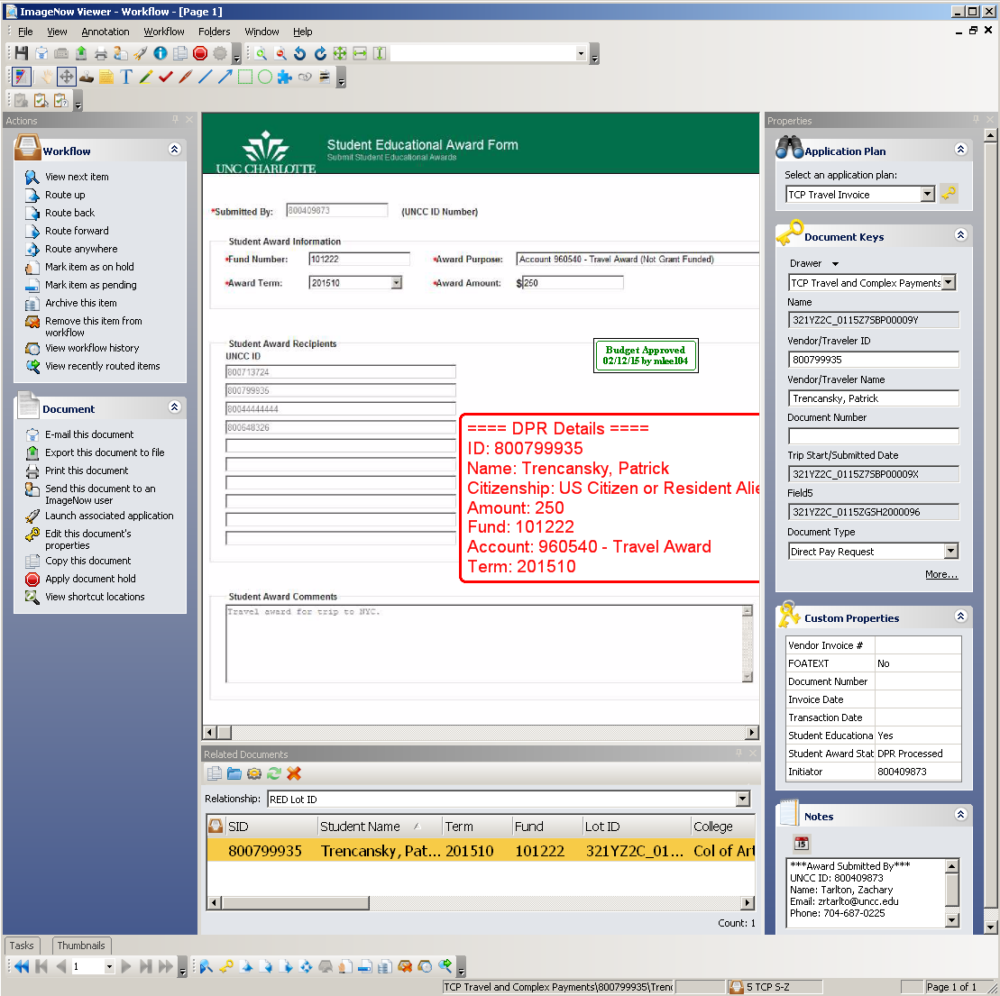 ImageNow Viewer - Workflow - [Page 1]
File View Annotation Workflow Folders Window Help
Actions
Workflow
View next item
Route up
Route back
Route forward
Route anywhere
Mark item as on hold
Mark item as pending
Archive this item
Remove this item from
workflow
View workflow history
View recently routed items
Document
E-mail this document
Export this document to file
Print this document
Send this document to an
ImageNow user
Launch associated application
Edit this document's
properties
Copy this document
Apply document hold
View shortcut locations
UNC CHARLOTTE
Student Educational Award Form
Submit Student Educational Awards
*Submitted By: 800409873 (UNCC ID Number)
Student Award Information
*Fund Number: 101222 *Award Purpose: Account 960540 - Travel Award (Not Grant Funded)
*Award Term: 201510 *Award Amount: $250
Student Award Recipients
UNCC ID
800713724
800799935
80044444444
800648326
Budget Approved
02/12/15 by mlee104
==== DPR Details ====
ID: 800799935
Name: Trencansky, Patrick
Citizenship: US Citizen or Resident Alie
Amount: 250
Fund: 101222
Account: 960540 - Travel Award
Term: 201510
Student Award Comments
Travel award for trip to NYC.
Related Documents
Relationship: RED Lot ID
SID Student Name Term Fund Lot ID College
800799935 Trencansky, Pat... 201510 101222 321YZ2C_01... Col of Art
Count: 1
Properties
Application Plan
Select an application plan:
TCP Travel Invoice
Document Keys
Drawer
TCP Travel and Complex Payments
Name
321YZ2C_0115Z7SBP00009Y
Vendor/Traveler ID
800799935
Vendor/Traveler Name
Trencansky, Patrick
Document Number
Trip Start/Submitted Date
321YZ2C_0115Z7SBP00009X
Field5
321YZ2C_0115ZGSH2000096
Document Type
Direct Pay Request
More...
Custom Properties
Vendor Invoice #
FOATEXT No
Document Number
Invoice Date
Transaction Date
Student Educationa Yes
Student Award Stat DPR Processed
Initiator 800409873
Notes
15
***Award Submitted By***
UNCC ID: 800409873
Name: Tarlton, Zachary
Email: zrtarlto@uncc.edu
Phone: 704-687-0225
Tasks Thumbnails
1
TCP Travel and Complex Payments\800799935\Tren
5 TCP S-Z
Page 1 of 1